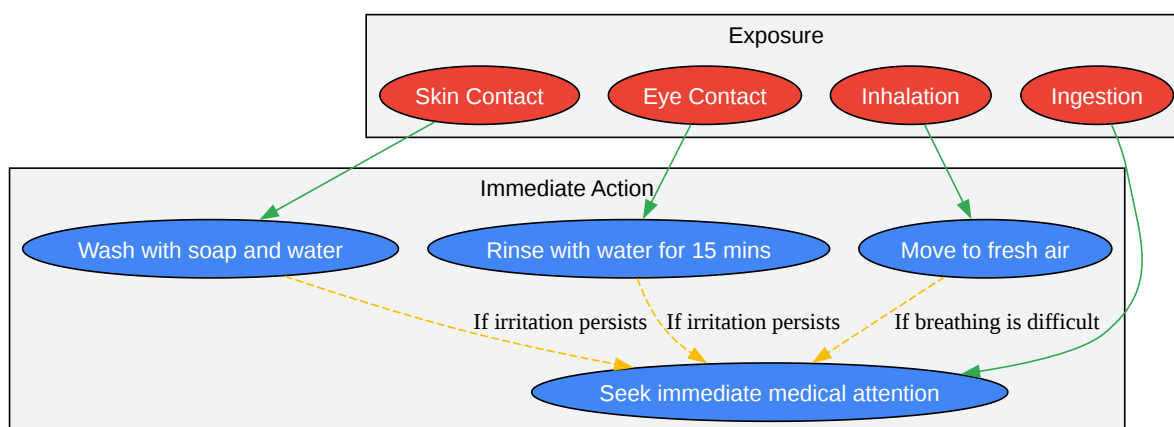 Exposure
Skin Contact
Eye Contact
Inhalation
Ingestion
Immediate Action
Wash with soap and water
Rinse with water for 15 mins
Move to fresh air
If irritation persists
If irritation persists
If breathing is difficult
Seek immediate medical attention